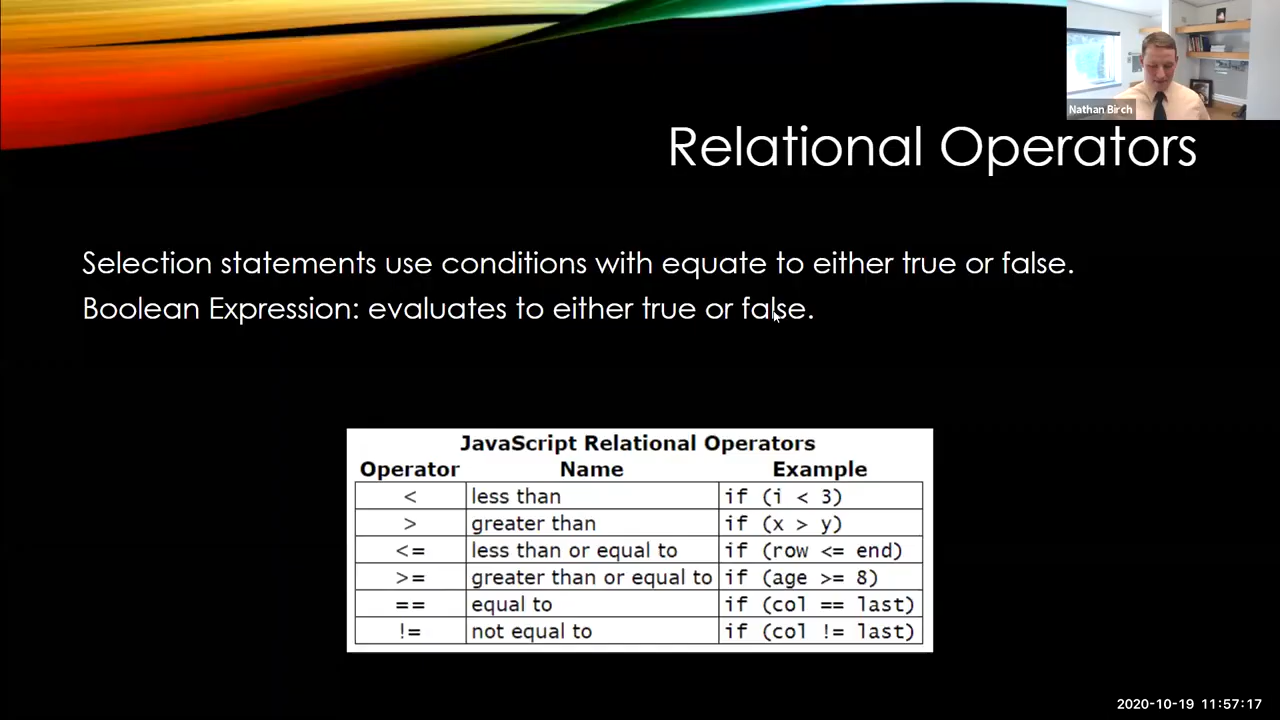 Nathan Birch
Relational Operators
Selection statements use conditions with equate to either true or false.
Boolean Expression: evaluates to either true or false.
JavaScript Relational Operators
Operator Name Example
< less than if (i < 3)
> greater than if (x > y)
<= less than or equal to if (row <= end)
>= greater than or equal to if (age >= 8)
== equal to if (col == last)
!= not equal to if (col != last)
2020-10-19 11:57:17